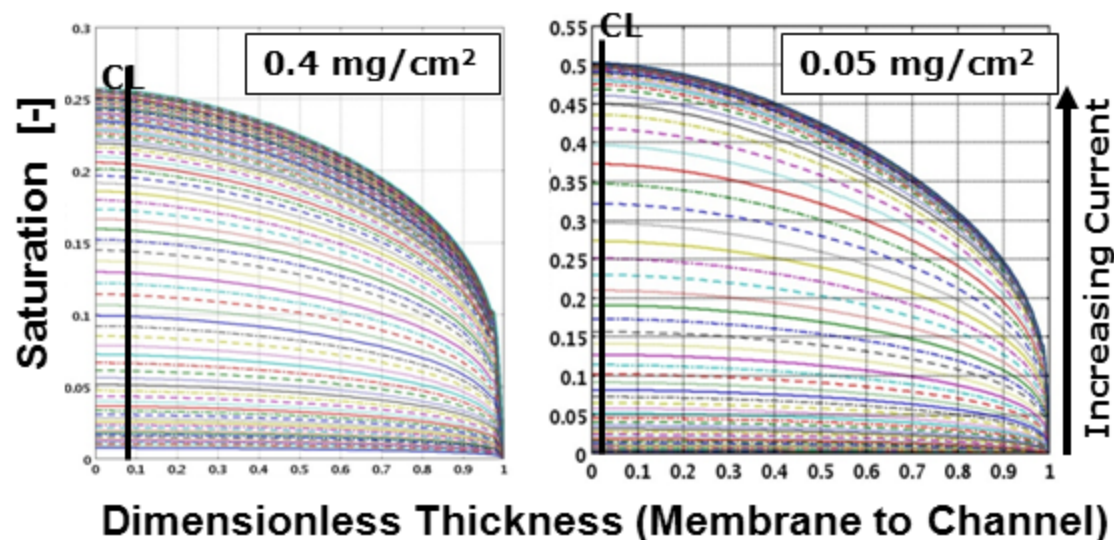 0.4 mg/cm²
0.05 mg/cm²
CL
CL
Saturation [-]
0.3
0.25
0.2
0.15
0.1
0.05
0
0 0.1 0.2 0.3 0.4 0.5 0.6 0.7 0.8 0.9 1
0.55
0.5
0.45
0.4
0.35
0.3
0.25
0.2
0.15
0.1
0.05
0
0 0.1 0.2 0.3 0.4 0.5 0.6 0.7 0.8 0.9 1
Increasing Current
Dimensionless Thickness (Membrane to Channel)